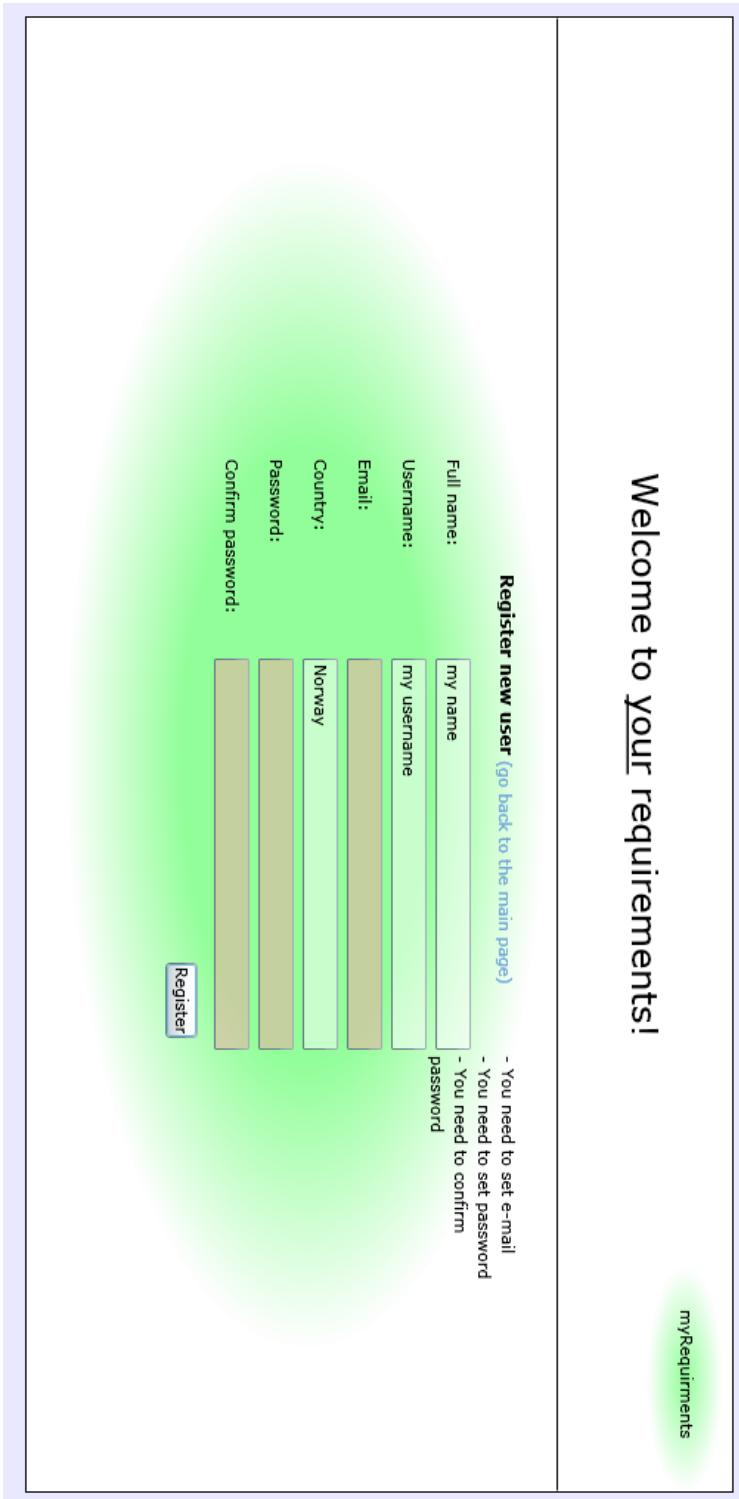 myRequirments
Welcome to your requirements!
Register new user (go back to the main page)
- You need to set e-mail
- You need to set password
- You need to confirm
password
Full name: my name
Username: my username
Email:
Country: Norway
Password:
Confirm password:
Register